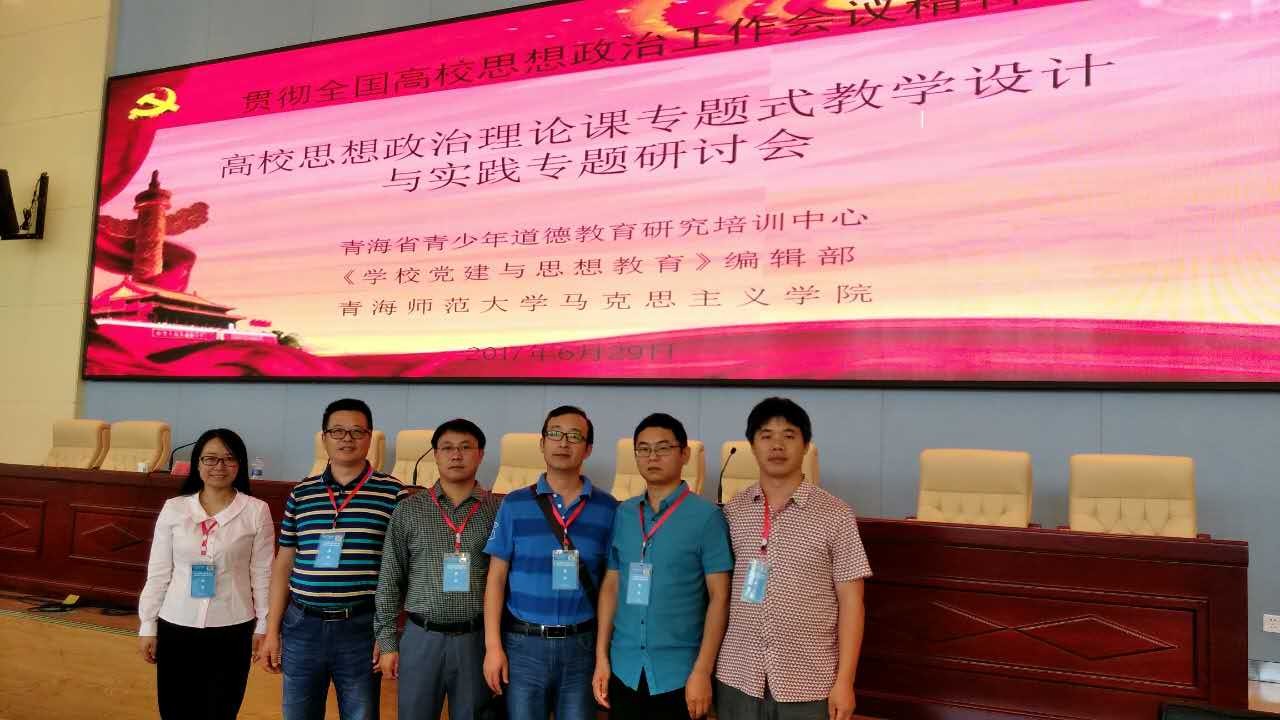 贯彻全国高校思想政治工作会议精神
高校思想政治理论课专题式教学设计
与实践专题研讨会
青海省青少年道德教育研究培训中心
《学校党建与思想教育》编辑部
青海师范大学马克思主义学院
2017年6月29日